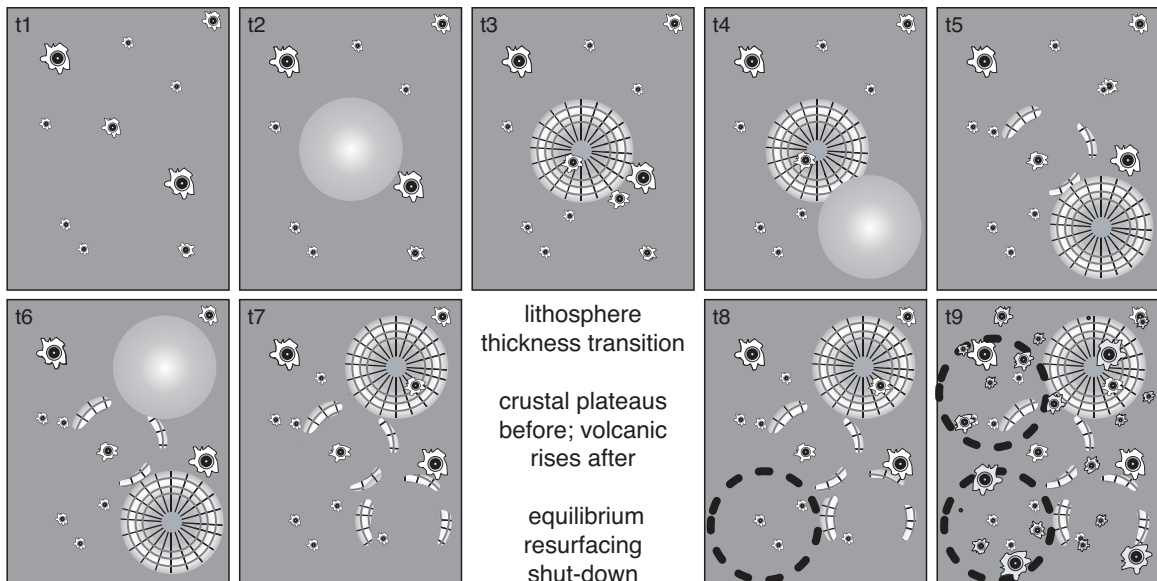 t1
t2
t3
t4
t5
t6
t7
lithosphere
thickness transition
crustal plateaus
before; volcanic
rises after
equilibrium
resurfacing
shut-down
t8
t9